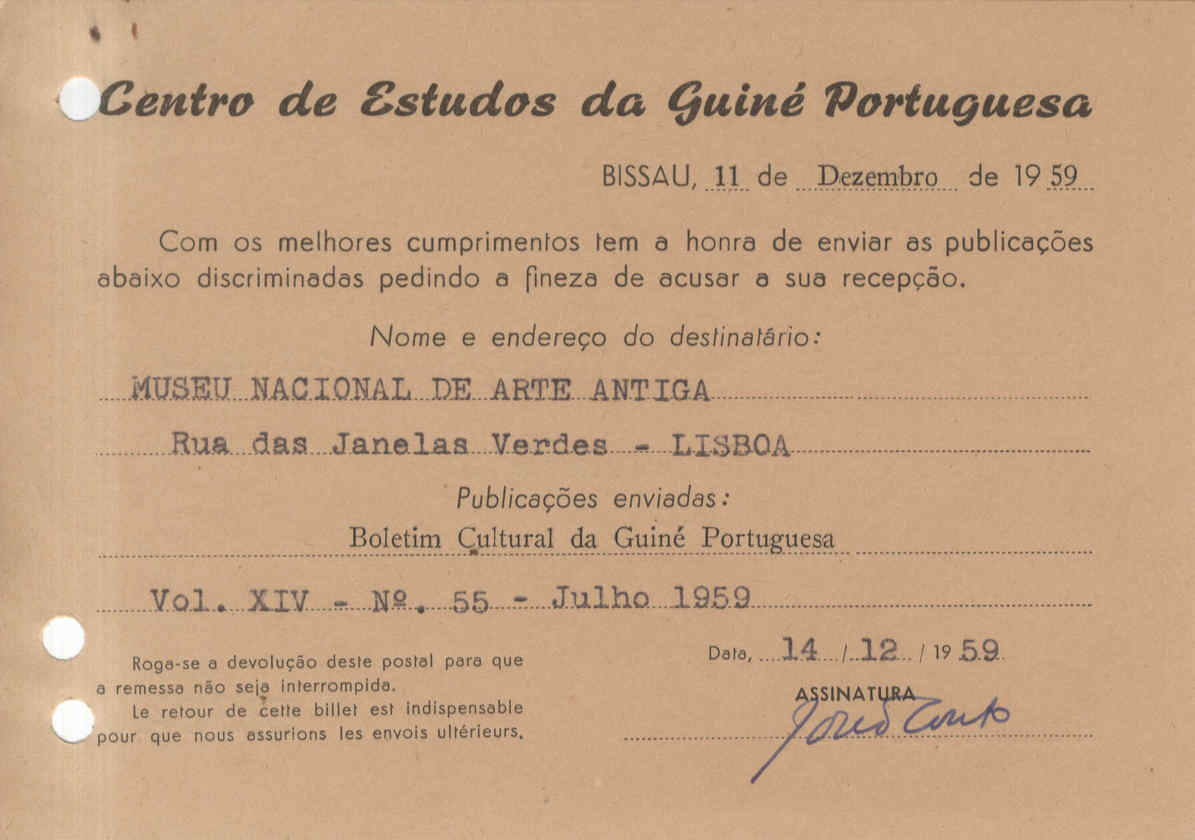 Centro de Estudos da Guiné Portuguesa
BISSAU, 11 de Dezembro de 1959
Com os melhores cumprimentos tem a honra de enviar as publicações
abaixo discriminadas pedindo a fineza de acusar a sua recepção.
Nome e endereço do destinatário:
MUSEU NACIONAL DE ARTE ANTIGA
Rua das Janelas Verdes - LISBOA
Publicações enviadas:
Boletim Cultural da Guiné Portuguesa
Vol. XIV - Nº. 55 - Julho 1959
Roga-se a devolução deste postal para que
a remessa não seja interrompida.
Le retour de cette billet est indispensable
pour que nous assurions les envois ultérieurs.
Data, 14 / 12 / 1959
ASSINATURA
João Couto